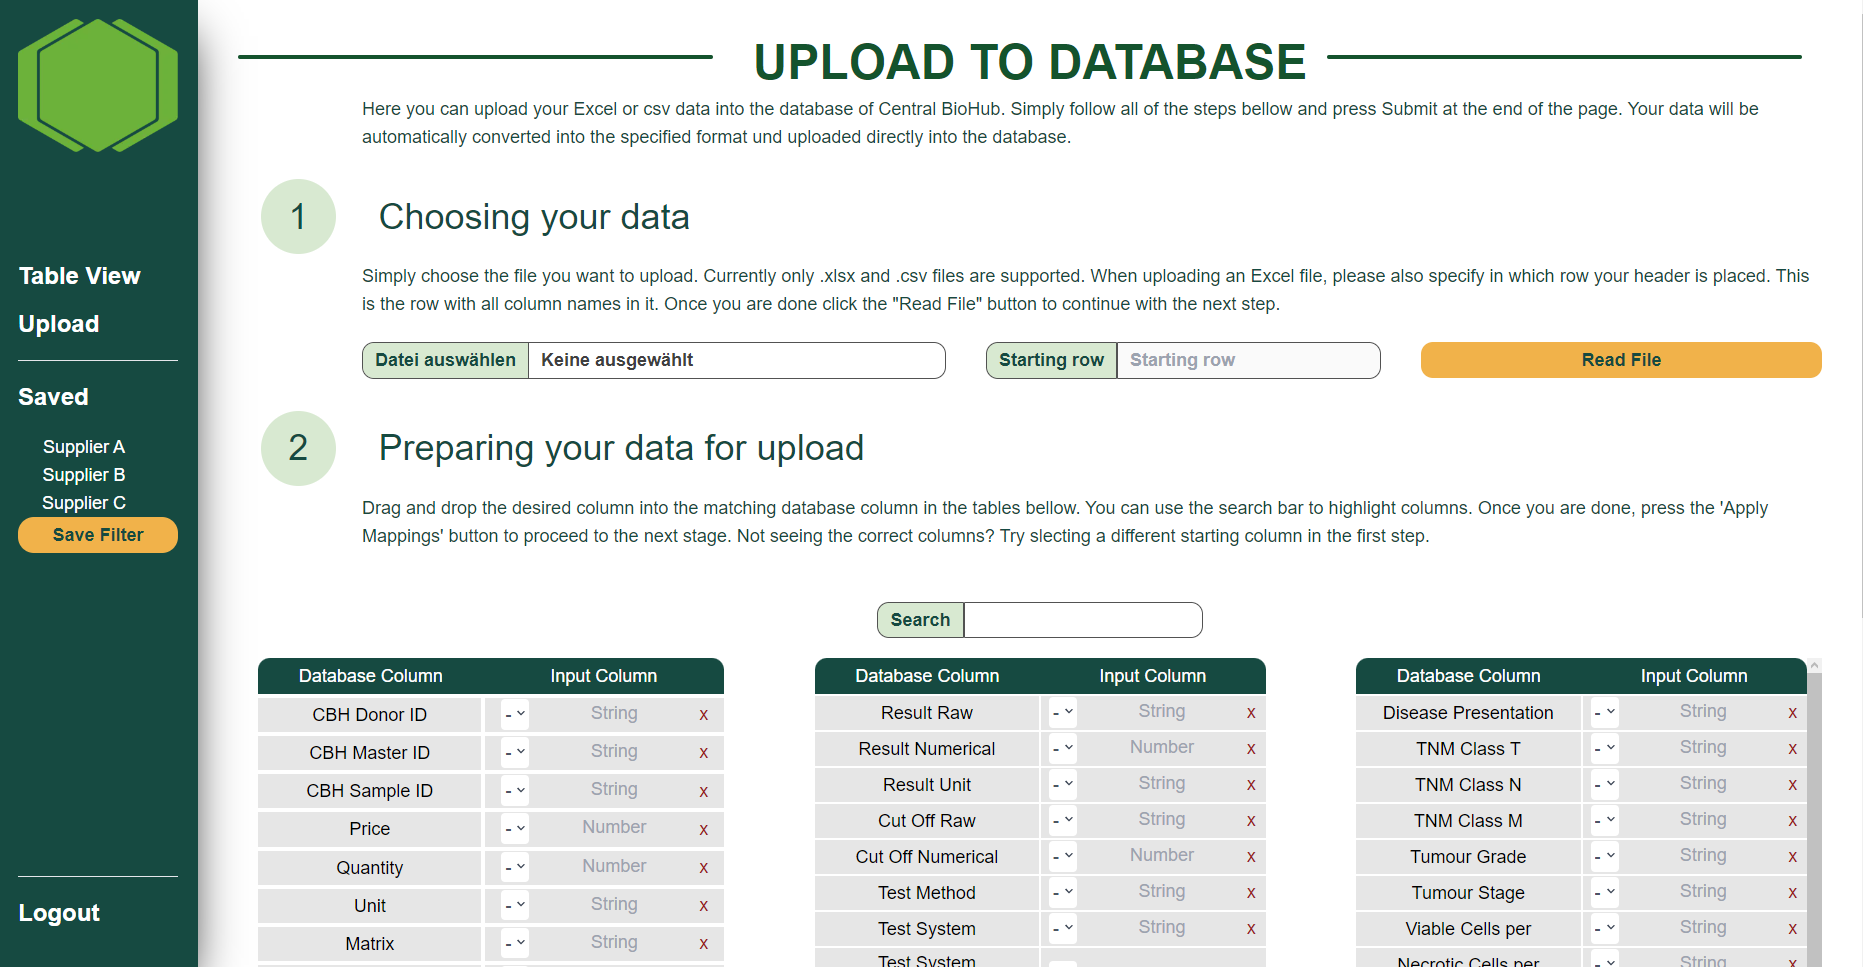 Table View
Upload
Saved
Supplier A
Supplier B
Supplier C
Save Filter
Logout
UPLOAD TO DATABASE
Here you can upload your Excel or csv data into the database of Central BioHub. Simply follow all of the steps bellow and press Submit at the end of the page. Your data will be
automatically converted into the specified format und uploaded directly into the database.
1 Choosing your data
Simply choose the file you want to upload. Currently only .xlsx and .csv files are supported. When uploading an Excel file, please also specify in which row your header is placed. This
is the row with all column names in it. Once you are done click the "Read File" button to continue with the next step.
Datei auswählen Keine ausgewählt Starting row Starting row Read File
2 Preparing your data for upload
Drag and drop the desired column into the matching database column in the tables bellow. You can use the search bar to highlight columns. Once you are done, press the 'Apply
Mappings' button to proceed to the next stage. Not seeing the correct columns? Try slecting a different starting column in the first step.
Search
Database Column Input Column
CBH Donor ID - String x
CBH Master ID - String x
CBH Sample ID - String x
Price - Number x
Quantity - Number x
Unit - String x
Matrix - String x
Database Column Input Column
Result Raw - String x
Result Numerical - Number x
Result Unit - String x
Cut Off Raw - String x
Cut Off Numerical - Number x
Test Method - String x
Test System - String x
Test System
Database Column Input Column
Disease Presentation - String x
TNM Class T - String x
TNM Class N - String x
TNM Class M - String x
Tumour Grade - String x
Tumour Stage - String x
Viable Cells per - String x
Necrotic Cells per - String x